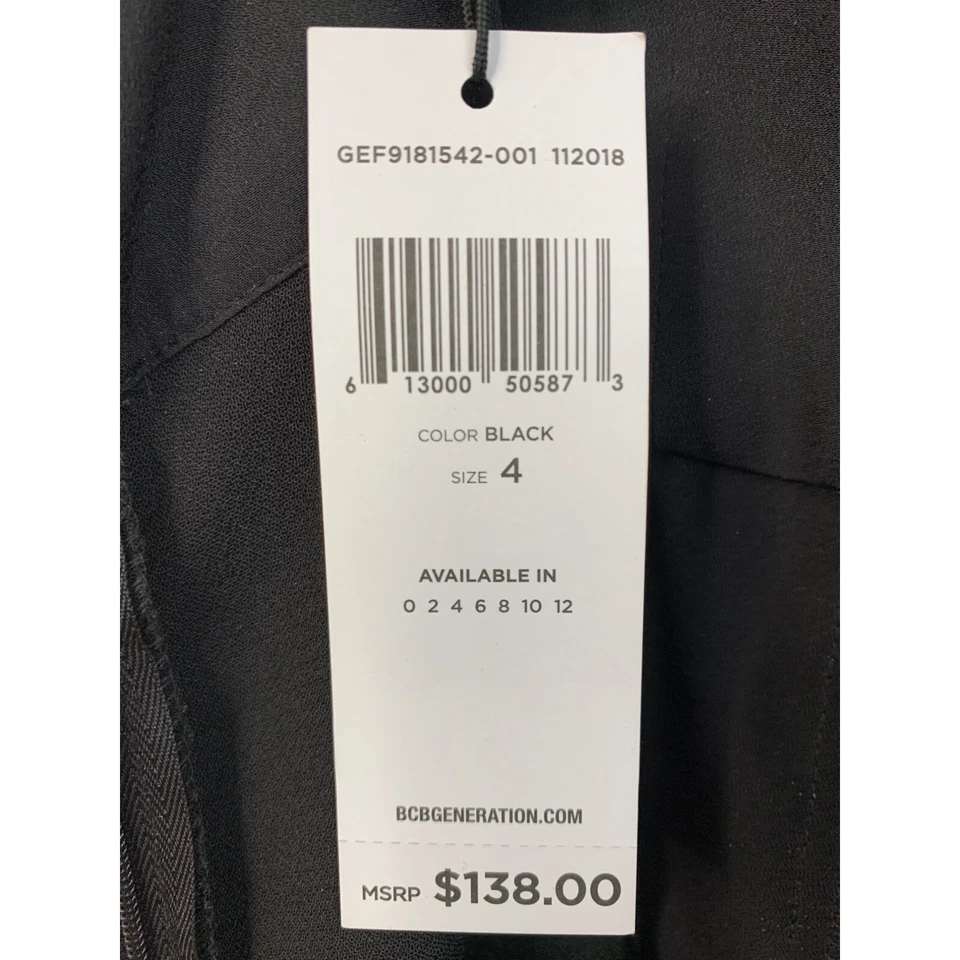 GEF9181542-001 112018
6 13000 50587 3
COLOR BLACK
SIZE 4
AVAILABLE IN
0 2 4 6 8 10 12
BCBGENERATION.COM
MSRP $138.00